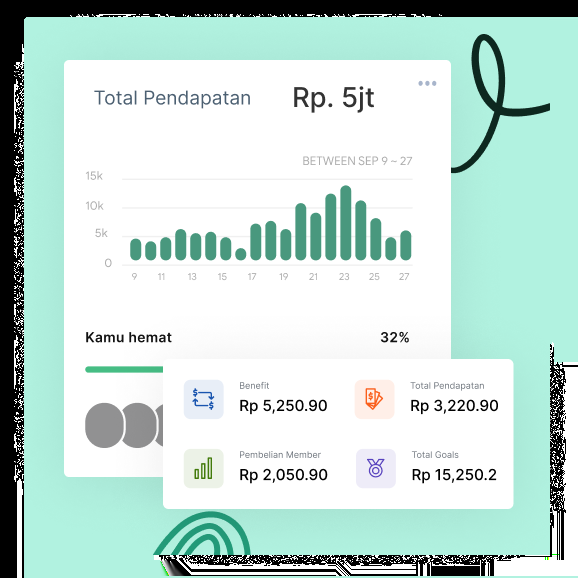 Total Pendapatan Rp. 5jt
BETWEEN SEP 9 ~ 27
15k
10k
5k
0
9 11 13 15 17 19 21 23 25 27
Kamu hemat 32%
Benefit Total Pendapatan
Rp 5,250.90 Rp 3,220.90
Pembelian Member Total Goals
Rp 2,050.90 Rp 15,250.2